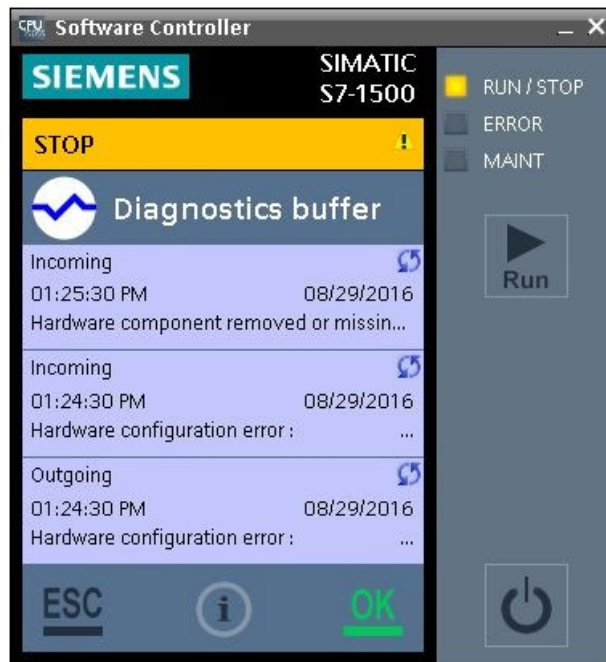 CPU Software Controller
SIEMENS
SIMATIC
S7-1500
STOP
Diagnostics buffer
Incoming
01:25:30 PM 08/29/2016
Hardware component removed or missin...
Incoming
01:24:30 PM 08/29/2016
Hardware configuration error : ...
Outgoing
01:24:30 PM 08/29/2016
Hardware configuration error : ...
ESC i OK
RUN / STOP
ERROR
MAINT
Run